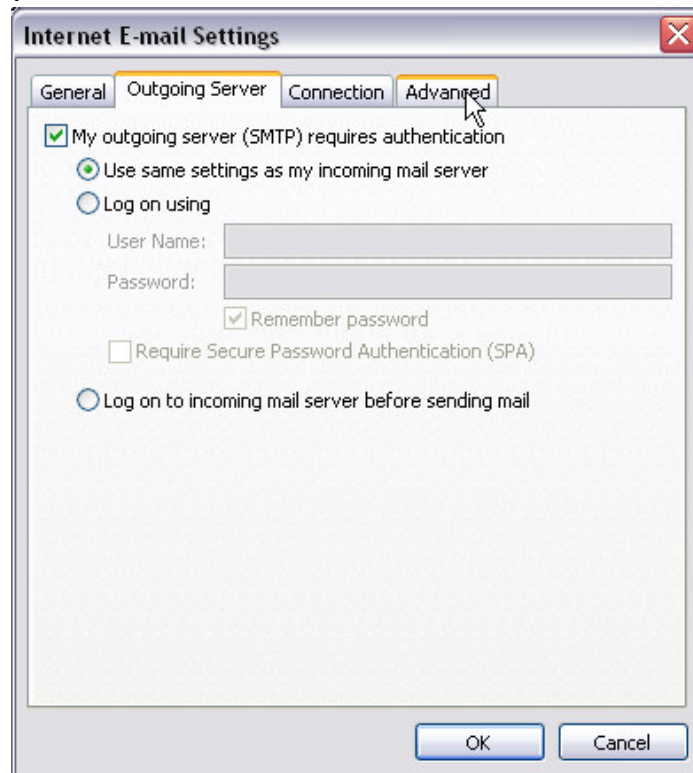 Internet E-mail Settings
General Outgoing Server Connection Advanced
My outgoing server (SMTP) requires authentication
Use same settings as my incoming mail server
Log on using
User Name:
Password:
Remember password
Require Secure Password Authentication (SPA)
Log on to incoming mail server before sending mail
OK Cancel